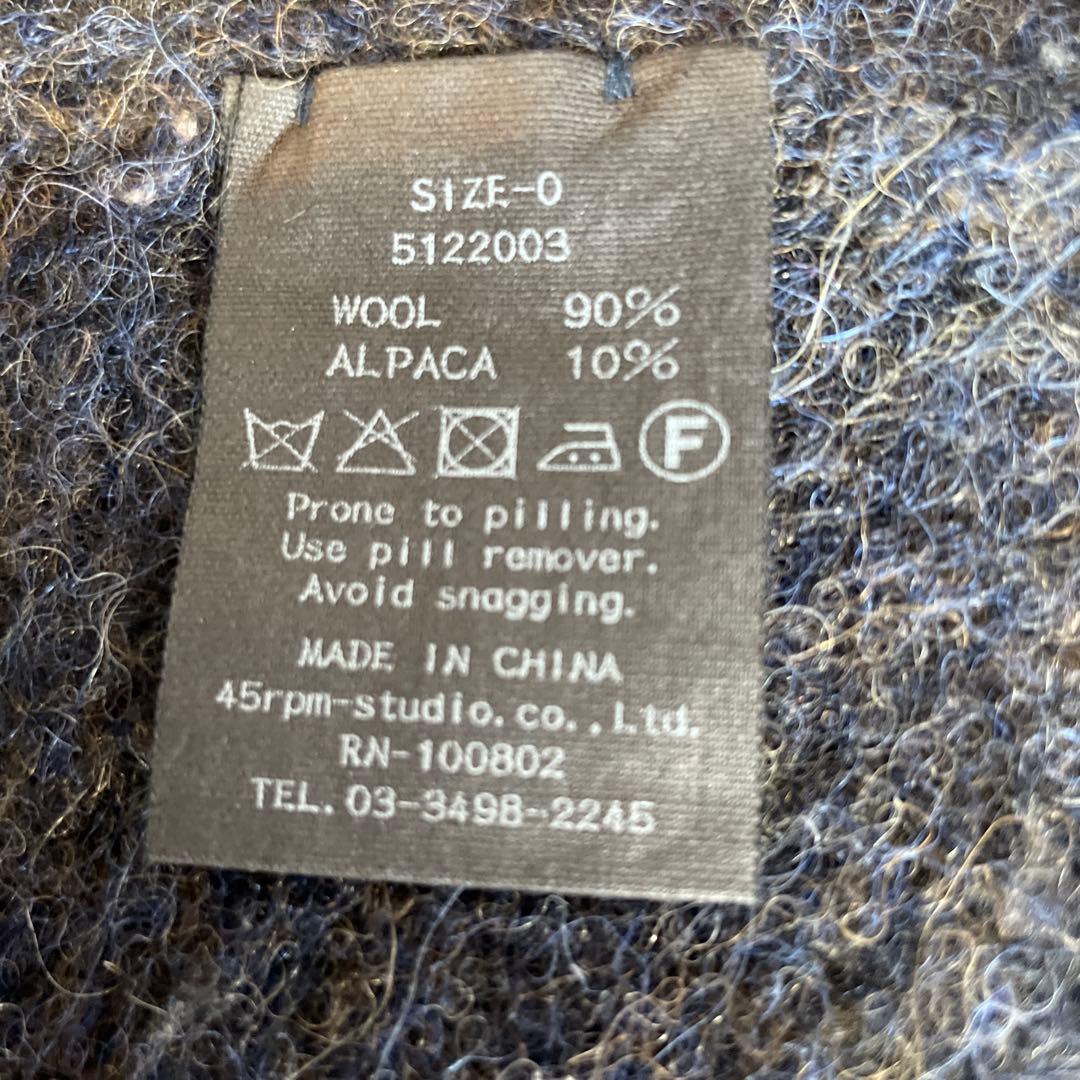 SIZE-0
5122003
WOOL 90%
ALPACA 10%
F
Prone to pilling.
Use pill remover.
Avoid snagging.
MADE IN CHINA
45rpm-studio.co.,Ltd.
RN-100802
TEL.03-3498-2245